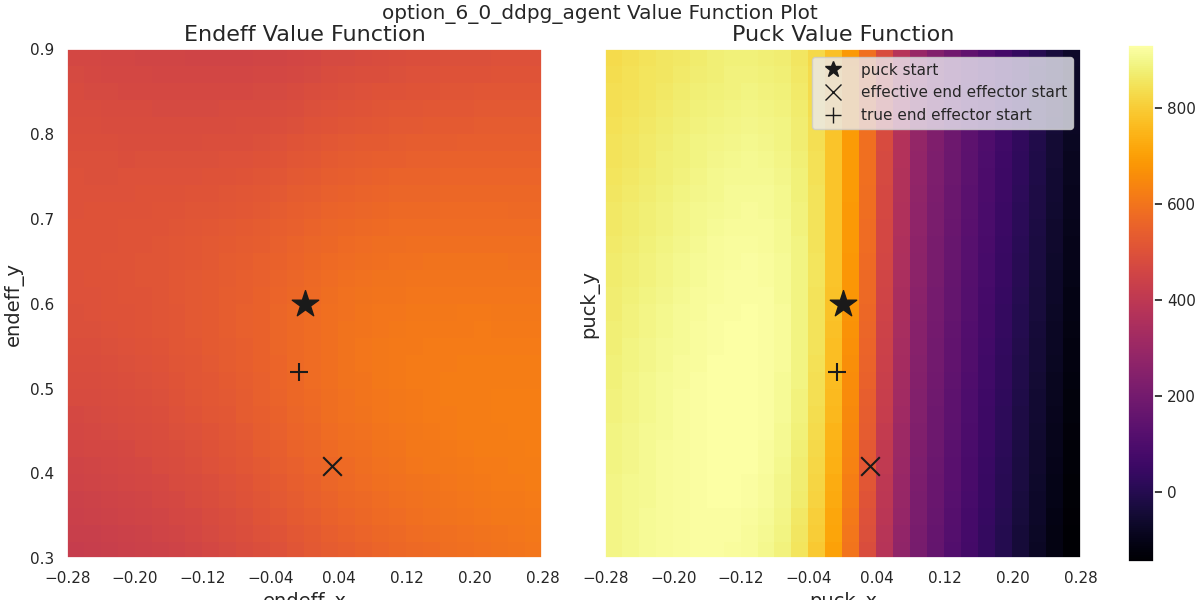 option_6_0_ddpg_agent Value Function Plot
Endeff Value Function
Puck Value Function
puck start
effective end effector start
true end effector start
endeff_y
0.9
0.8
0.7
0.6
0.5
0.4
0.3
−0.28 −0.20 −0.12 −0.04 0.04 0.12 0.20 0.28
endeff_x
puck_y
−0.28 −0.20 −0.12 −0.04 0.04 0.12 0.20 0.28
puck_x
800
600
400
200
0